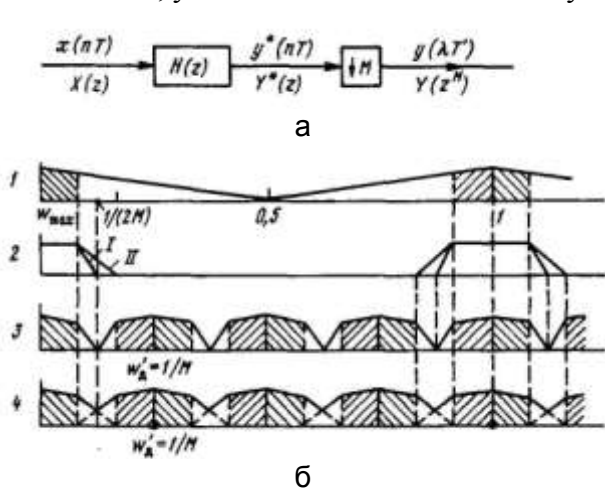 x(nT)
X(z)
H(z)
y*(nT)
Y*(z)
↓M
y(λT')
Y(z^M)
а
1
w_max
1/(2M)
0,5
1
2
I
II
3
w'_д=1/M
4
w'_д=1/M
б